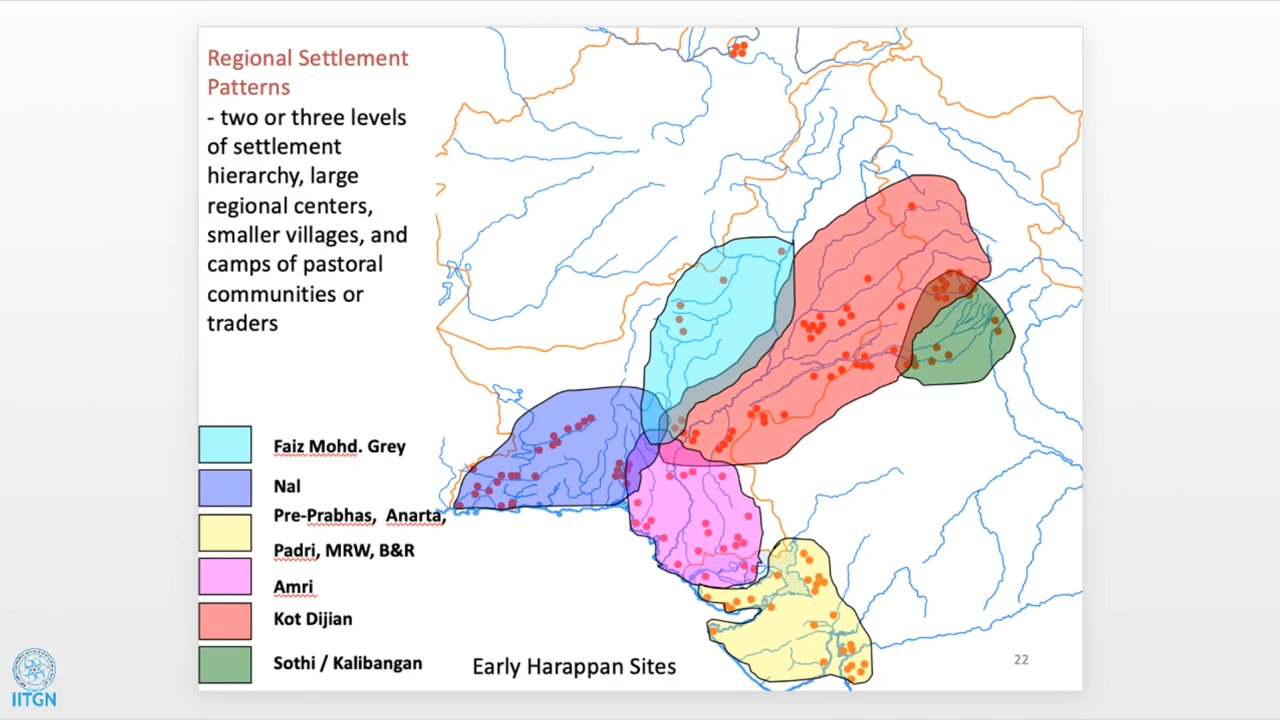 Regional Settlement
Patterns
- two or three levels
of settlement
hierarchy, large
regional centers,
smaller villages, and
camps of pastoral
communities or
traders
Faiz Mohd. Grey
Nal
Pre-Prabhas, Anarta,
Padri, MRW, B&R
Amri
Kot Dijian
Sothi / Kalibangan
Early Harappan Sites
22
IITGN